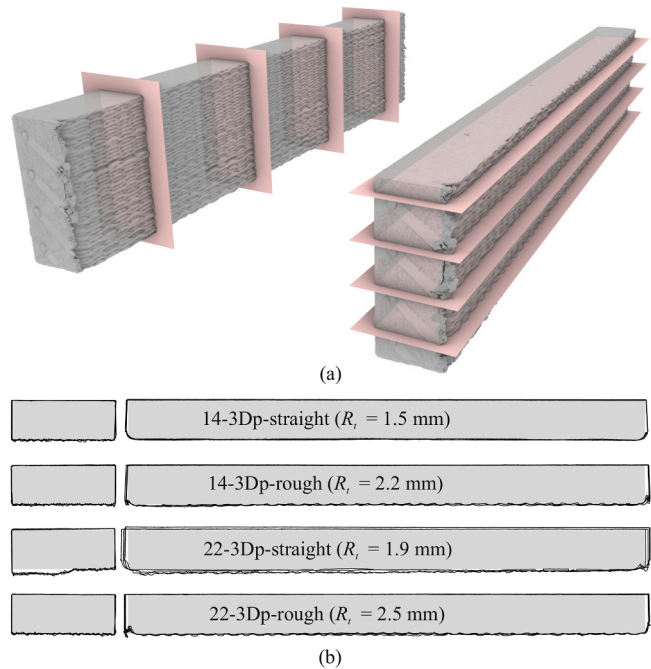 (a)
14-3Dp-straight (Rt = 1.5 mm)
14-3Dp-rough (Rt = 2.2 mm)
22-3Dp-straight (Rt = 1.9 mm)
22-3Dp-rough (Rt = 2.5 mm)
(b)